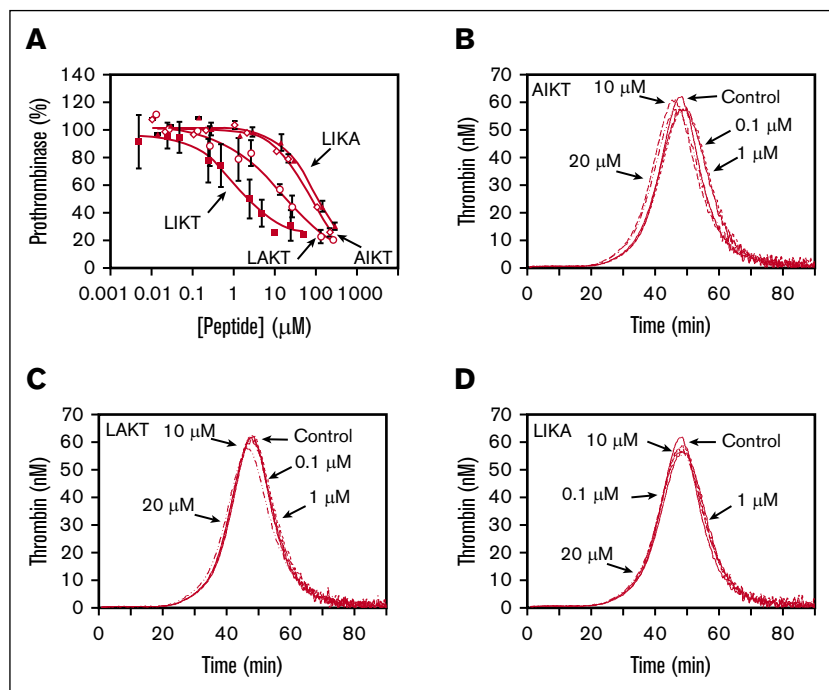 A
Prothrombinase (%)
140
120
100
80
60
40
20
0
LIKA
LIKT
LAKT
AIKT
0.001
0.01
0.1
1
10
100
1000
[Peptide] (μM)
B
Thrombin (nM)
70
60
50
40
30
20
10
0
AIKT
10 μM
Control
0.1 μM
20 μM
1 μM
0
20
40
60
80
Time (min)
C
Thrombin (nM)
70
60
50
40
30
20
10
0
LAKT
10 μM
Control
0.1 μM
20 μM
1 μM
0
20
40
60
80
Time (min)
D
Thrombin (nM)
70
60
50
40
30
20
10
0
LIKA
10 μM
Control
0.1 μM
1 μM
20 μM
0
20
40
60
80
Time (min)